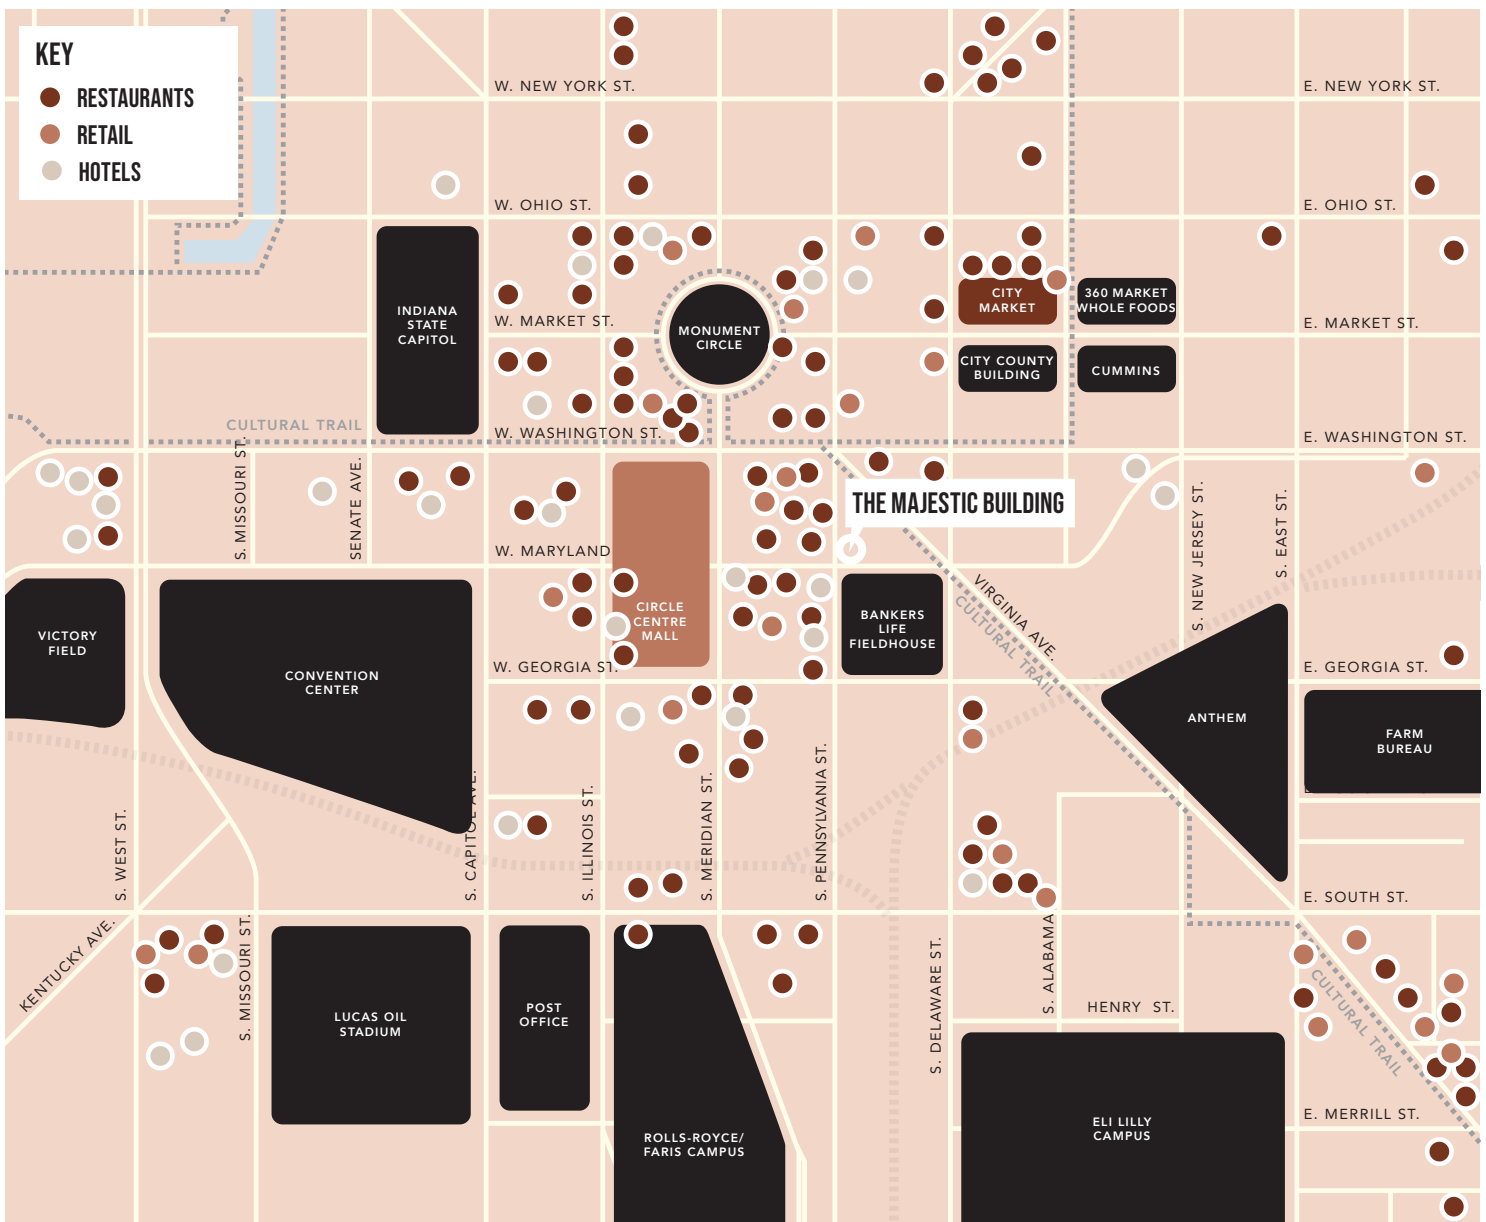 KEY
RESTAURANTS
RETAIL
HOTELS
W. NEW YORK ST.
E. NEW YORK ST.
W. OHIO ST.
E. OHIO ST.
INDIANA
STATE
CAPITOL
W. MARKET ST.
MONUMENT
CIRCLE
CITY
MARKET
360 MARKET
WHOLE FOODS
E. MARKET ST.
CITY COUNTY
BUILDING
CUMMINS
CULTURAL TRAIL
W. WASHINGTON ST.
E. WASHINGTON ST.
S. MISSOURI ST.
SENATE AVE.
THE MAJESTIC BUILDING
S. NEW JERSEY ST.
S. EAST ST.
W. MARYLAND
VIRGINIA AVE.
CULTURAL TRAIL
VICTORY
FIELD
CONVENTION
CENTER
CIRCLE
CENTRE
MALL
BANKERS
LIFE
FIELDHOUSE
W. GEORGIA ST.
E. GEORGIA ST.
ANTHEM
FARM
BUREAU
S. WEST ST.
S. CAPITOL AVE.
S. ILLINOIS ST.
S. MERIDIAN ST.
S. PENNSYLVANIA ST.
E. SOUTH ST.
KENTUCKY AVE.
S. MISSOURI ST.
LUCAS OIL
STADIUM
POST
OFFICE
S. DELAWARE ST.
S. ALABAMA
HENRY ST.
CULTURAL TRAIL
ROLLS-ROYCE/
FARIS CAMPUS
ELI LILLY
CAMPUS
E. MERRILL ST.